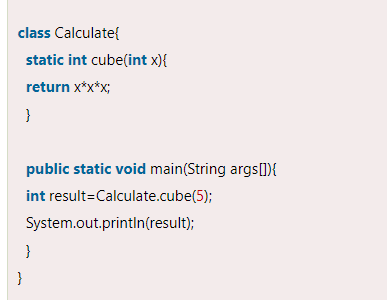 class Calculate{
static int cube(int x){
return x*x*x;
}
public static void main(String args[]){
int result=Calculate.cube(5);
System.out.println(result);
}
}